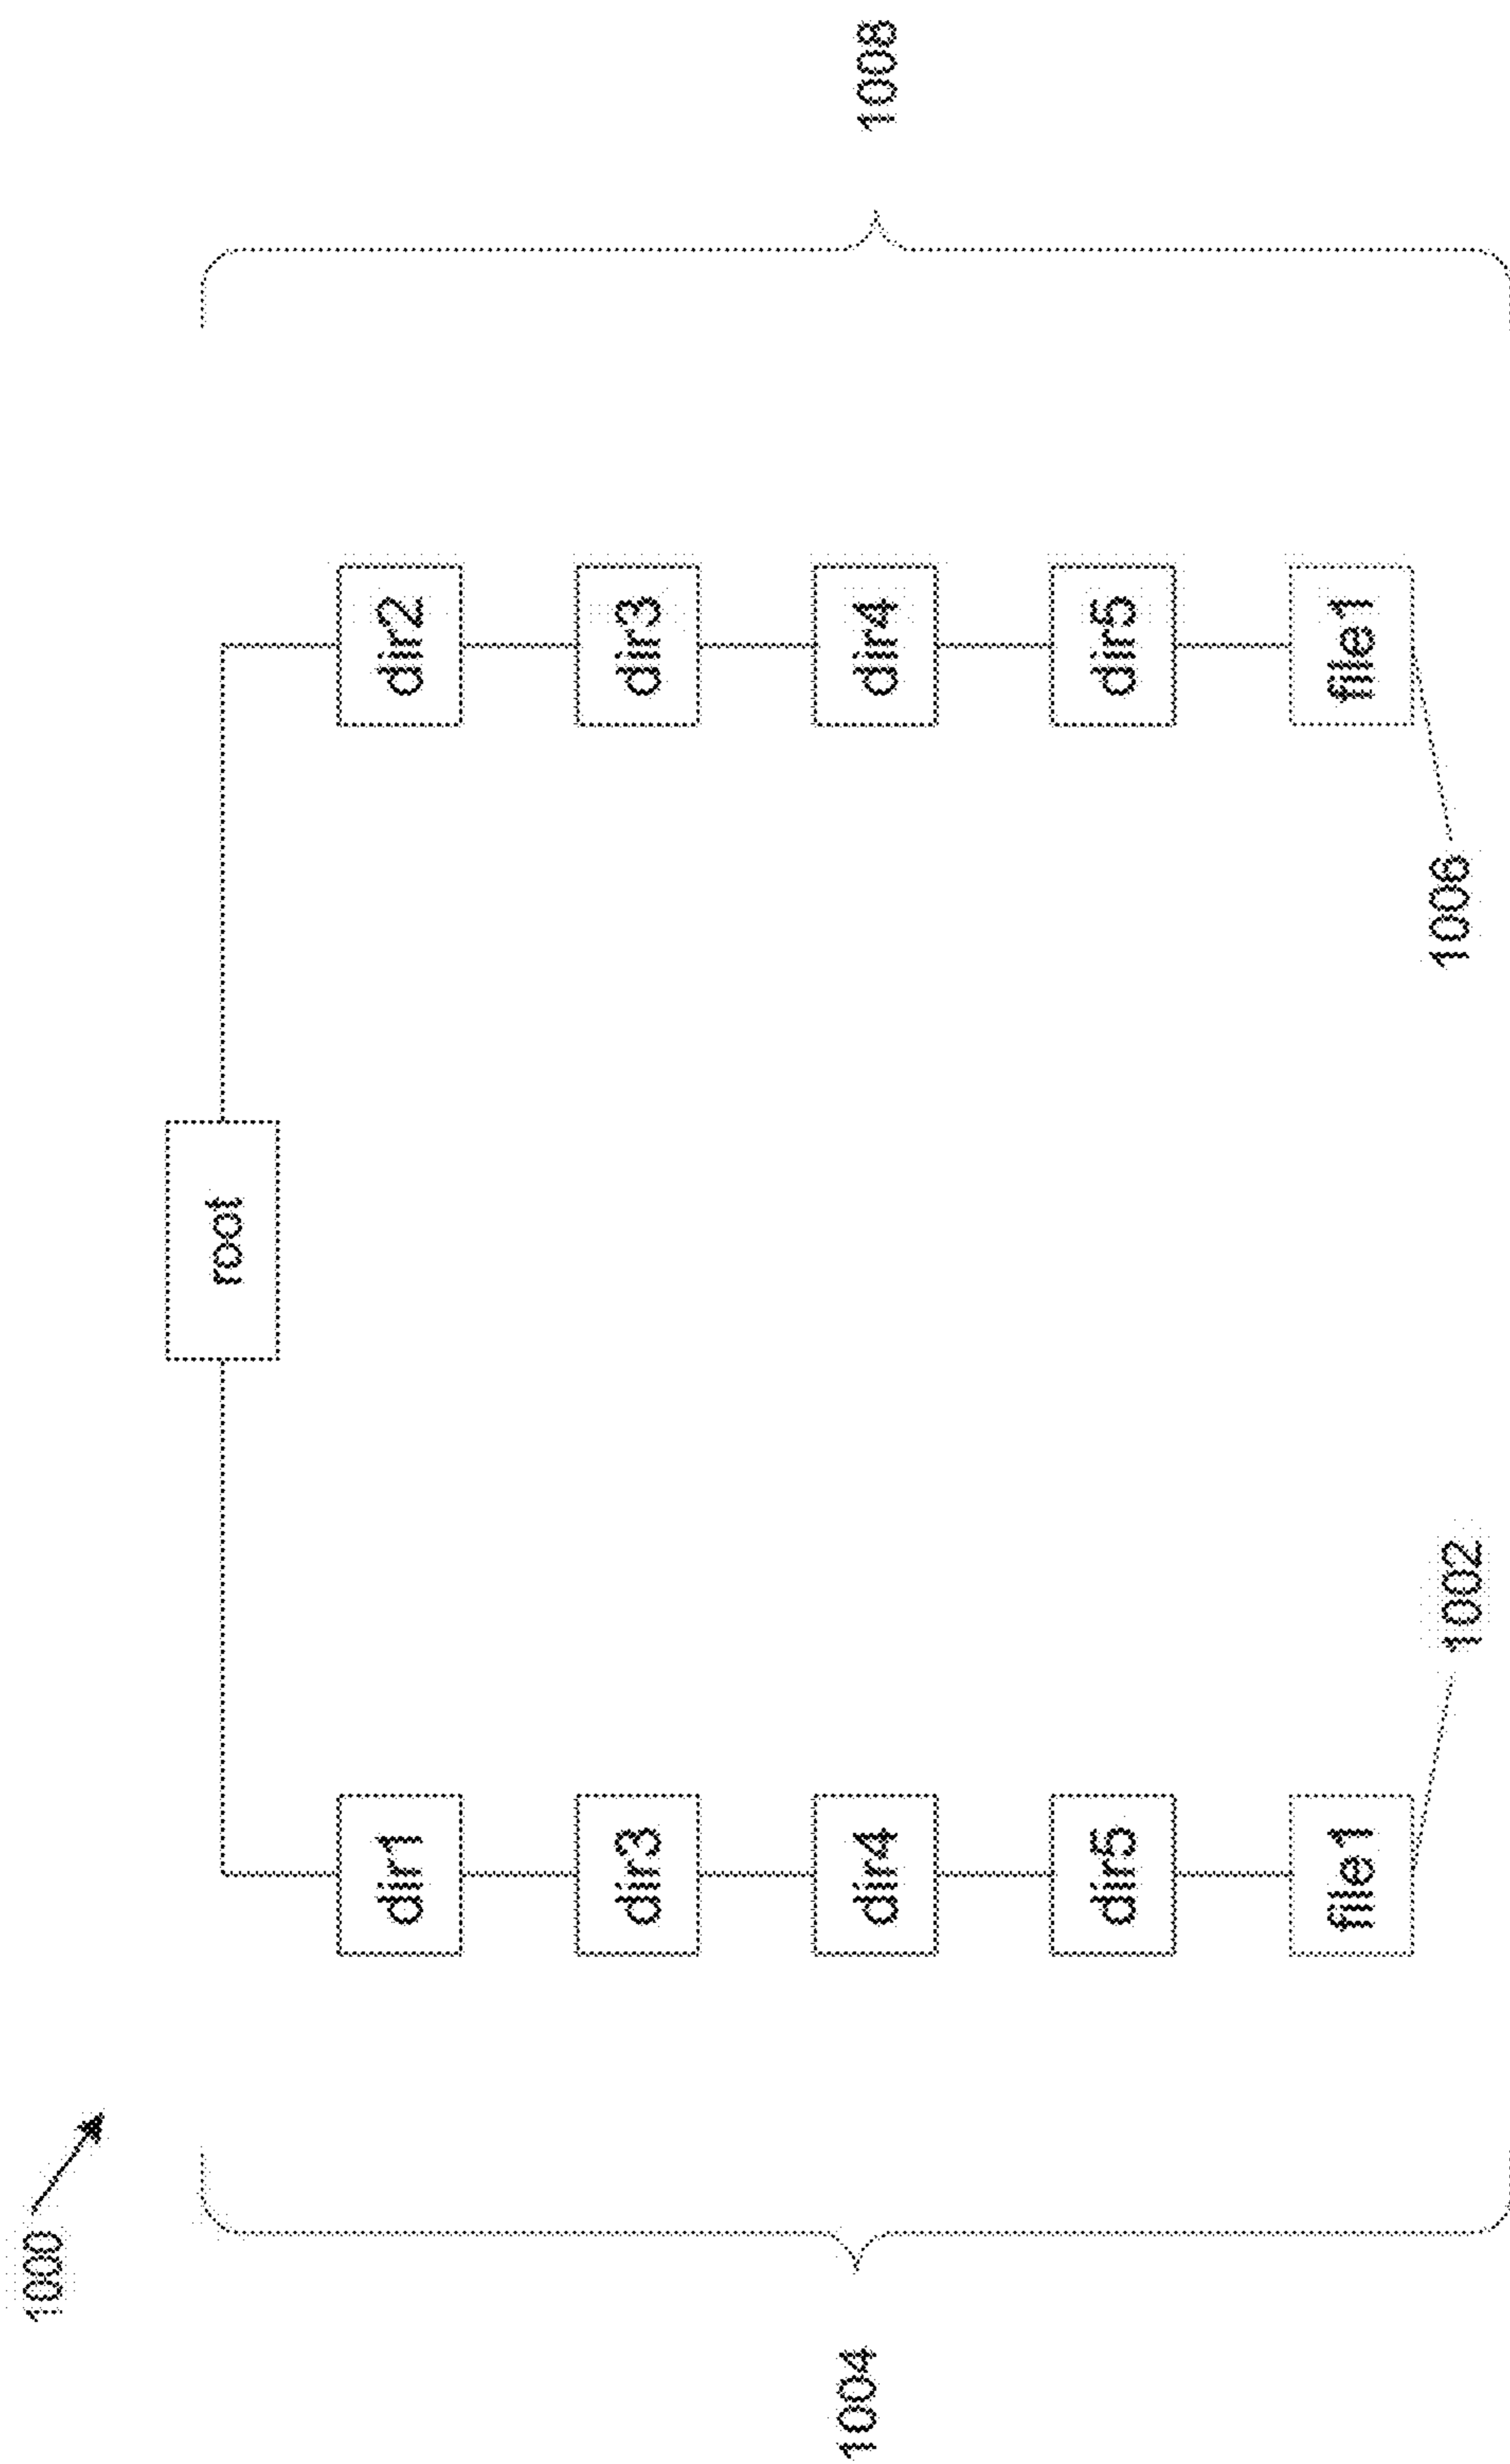 1000
root
dir1
dir2
dir3
dir3
dir4
dir4
1004
1008
dir5
dir5
file1
file1
1002
1006